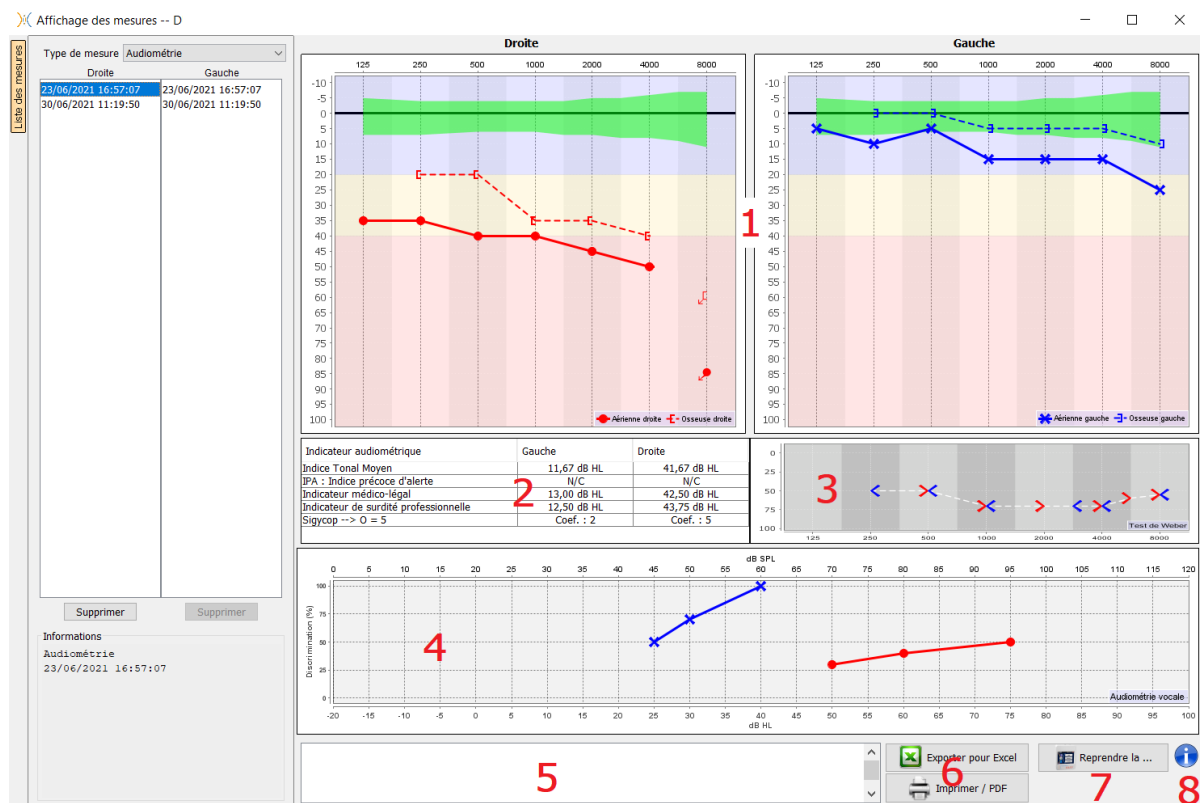 Affichage des mesures -- D
Liste des mesures
Type de mesure Audiométrie
Droite Gauche
23/06/2021 16:57:07 23/06/2021 16:57:07
30/06/2021 11:19:50 30/06/2021 11:19:50
Supprimer Supprimer
Informations
Audiométrie
23/06/2021 16:57:07
Droite
125 250 500 1000 2000 4000 8000
-10
-5
0
5
10
15
20
25
30
35
40
45
50
55
60
65
70
75
80
85
90
95
100
Aérienne droite Osseuse droite
1
Gauche
125 250 500 1000 2000 4000 8000
-10
-5
0
5
10
15
20
25
30
35
40
45
50
55
60
65
70
75
80
85
90
95
100
Aérienne gauche Osseuse gauche
Indicateur audiométrique Gauche Droite
Indice Tonal Moyen 11,67 dB HL 41,67 dB HL
IPA : Indice précoce d'alerte N/C N/C
Indicateur médico-légal 13,00 dB HL 42,50 dB HL
Indicateur de surdité professionnelle 12,50 dB HL 43,75 dB HL
Sigycop --> O = 5 Coef. : 2 Coef. : 5
2
0
25
50
75
100
3
Test de Weber
125 250 500 1000 2000 4000 8000
dB SPL
0 5 10 15 20 25 30 35 40 45 50 55 60 65 70 75 80 85 90 95 100 105 110 115 120
Discrimination (%)
100
75
50
25
0
4
Audiométrie vocale
-20 -15 -10 -5 0 5 10 15 20 25 30 35 40 45 50 55 60 65 70 75 80 85 90 95 100
dB HL
5
Exporter pour Excel
Imprimer / PDF
6
Reprendre la ...
7
8